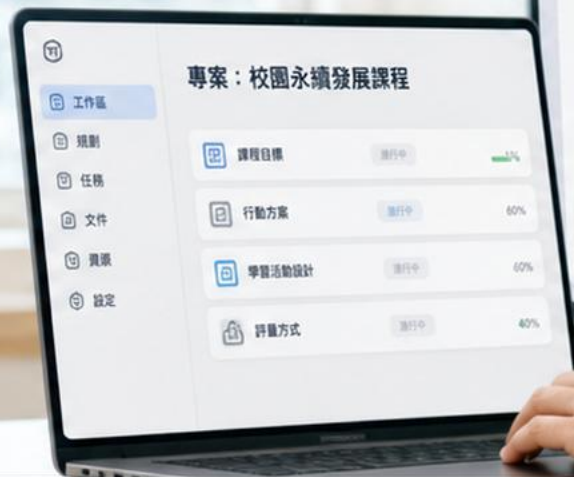 專案：校園永續發展課程
工作區
規劃
任務
文件
資源
設定
課程目標
進行中
行動方案
進行中
60%
學習活動設計
進行中
60%
評量方式
進行中
40%